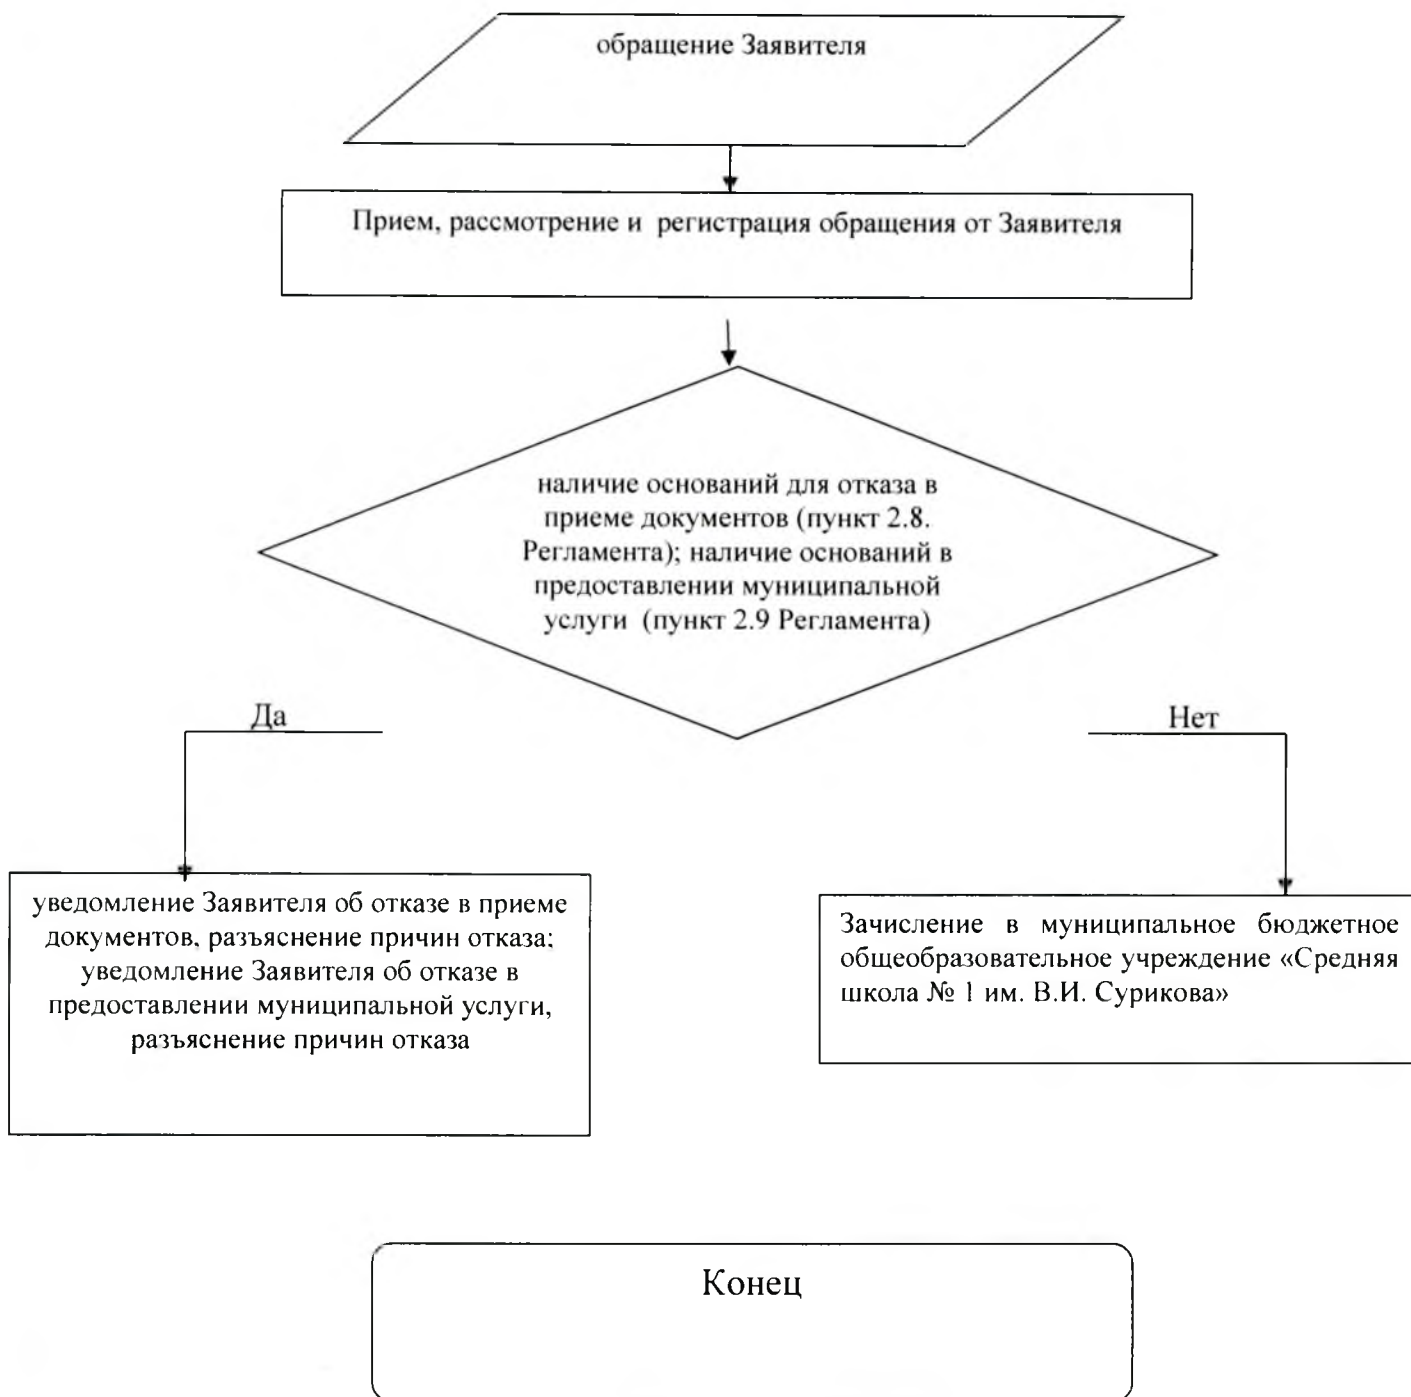 обращение Заявителя
Прием, рассмотрение и регистрация обращения от Заявителя
наличие оснований для отказа в
приеме документов (пункт 2.8.
Регламента); наличие оснований в
предоставлении муниципальной
услуги (пункт 2.9 Регламента)
Да
Нет
уведомление Заявителя об отказе в приеме
документов, разъяснение причин отказа;
уведомление Заявителя об отказе в
предоставлении муниципальной услуги,
разъяснение причин отказа
Зачисление в муниципальное бюджетное
общеобразовательное учреждение «Средняя
школа № 1 им. В.И. Сурикова»
Конец